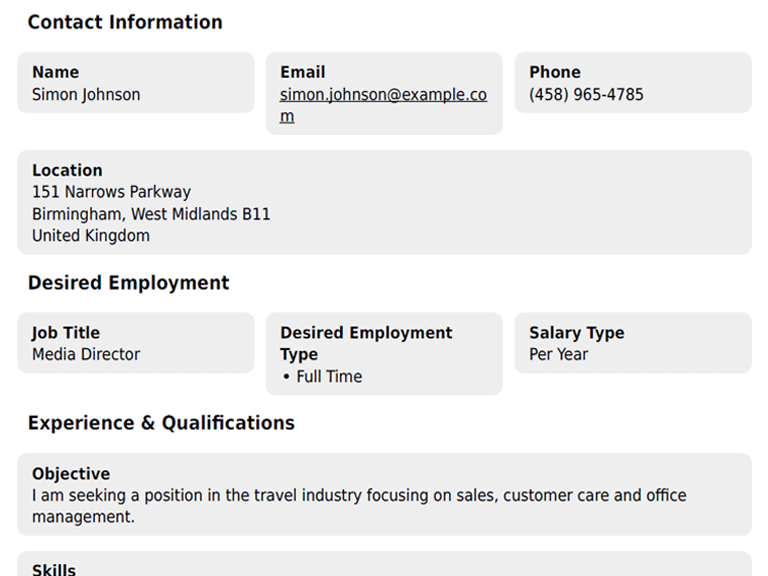 Contact Information
Name
Simon Johnson
Email
simon.johnson@example.co
m
Phone
(458) 965-4785
Location
151 Narrows Parkway
Birmingham, West Midlands B11
United Kingdom
Desired Employment
Job Title
Media Director
Desired Employment
Type
• Full Time
Salary Type
Per Year
Experience & Qualifications
Objective
I am seeking a position in the travel industry focusing on sales, customer care and office
management.
Skills